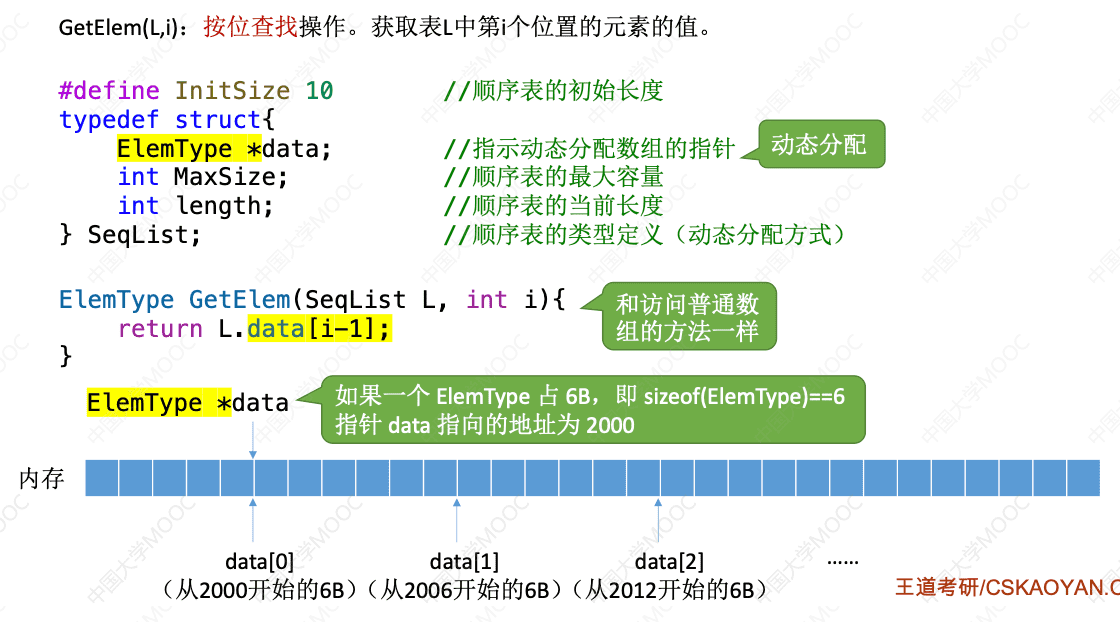 GetElem(L,i)：按位查找操作。获取表L中第i个位置的元素的值。
#define InitSize 10 //顺序表的初始长度
typedef struct{
ElemType *data; //指示动态分配数组的指针
动态分配
int MaxSize; //顺序表的最大容量
int length; //顺序表的当前长度
} SeqList; //顺序表的类型定义（动态分配方式）
ElemType GetElem(SeqList L, int i){
和访问普通数
组的方法一样
return L.data[i-1];
}
ElemType *data
如果一个 ElemType 占 6B，即 sizeof(ElemType)==6
指针 data 指向的地址为 2000
内存
data[0] data[1] data[2] ……
（从2000开始的6B）（从2006开始的6B）（从2012开始的6B）
王道考研/CSKAOYAN.C
中国大学MOOC